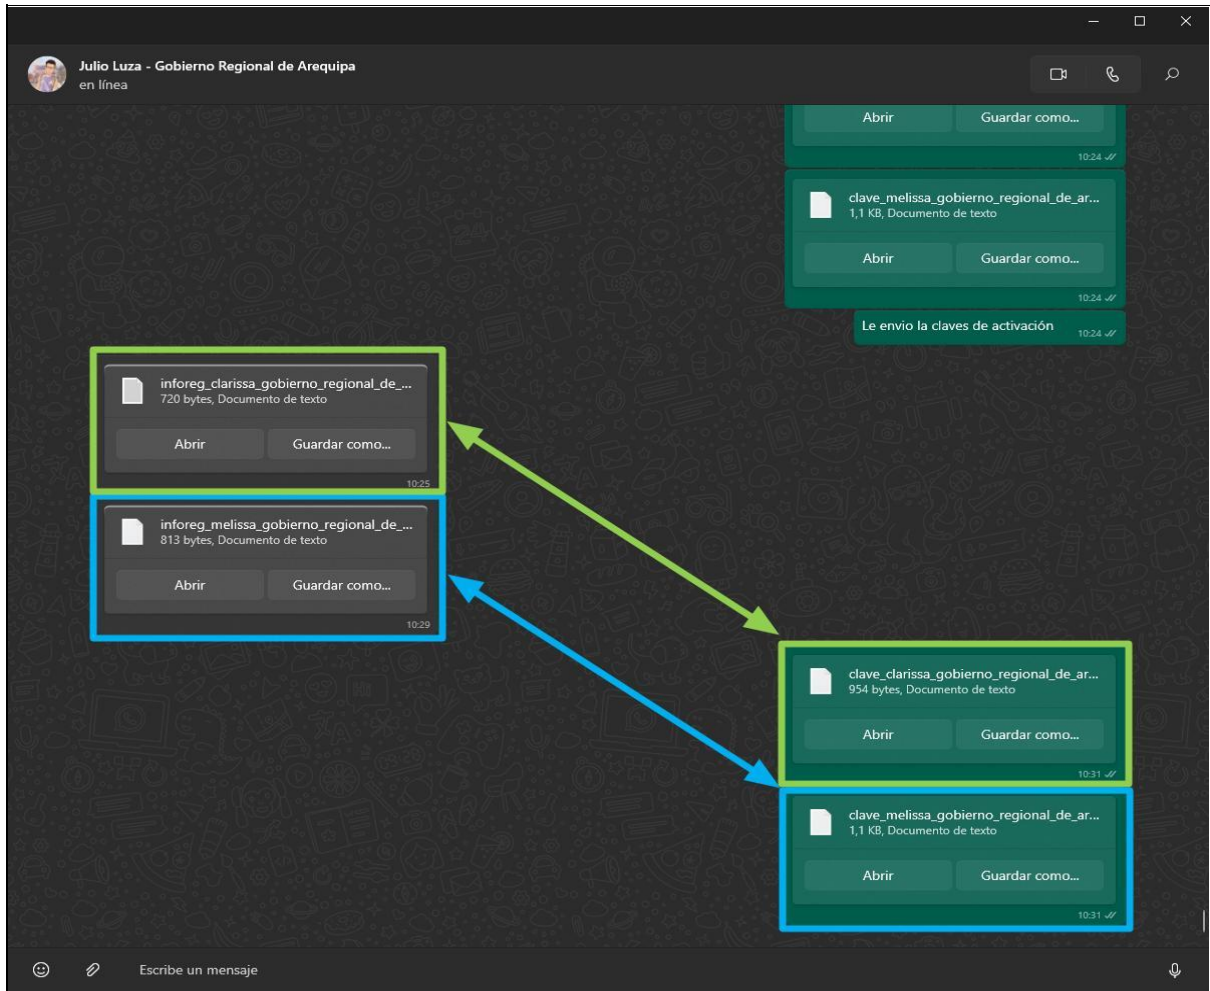 Julio Luza - Gobierno Regional de Arequipa
en línea
Abrir Guardar como...
10:24
clave_melissa_gobierno_regional_de_ar...
1,1 KB, Documento de texto
Abrir Guardar como...
10:24
Le envio la claves de activación 10:24
inforeg_clarissa_gobierno_regional_de_...
720 bytes, Documento de texto
Abrir Guardar como...
10:25
inforeg_melissa_gobierno_regional_de_...
813 bytes, Documento de texto
Abrir Guardar como...
10:29
clave_clarissa_gobierno_regional_de_ar...
954 bytes, Documento de texto
Abrir Guardar como...
10:31
clave_melissa_gobierno_regional_de_ar...
1,1 KB, Documento de texto
Abrir Guardar como...
10:31
Escribe un mensaje